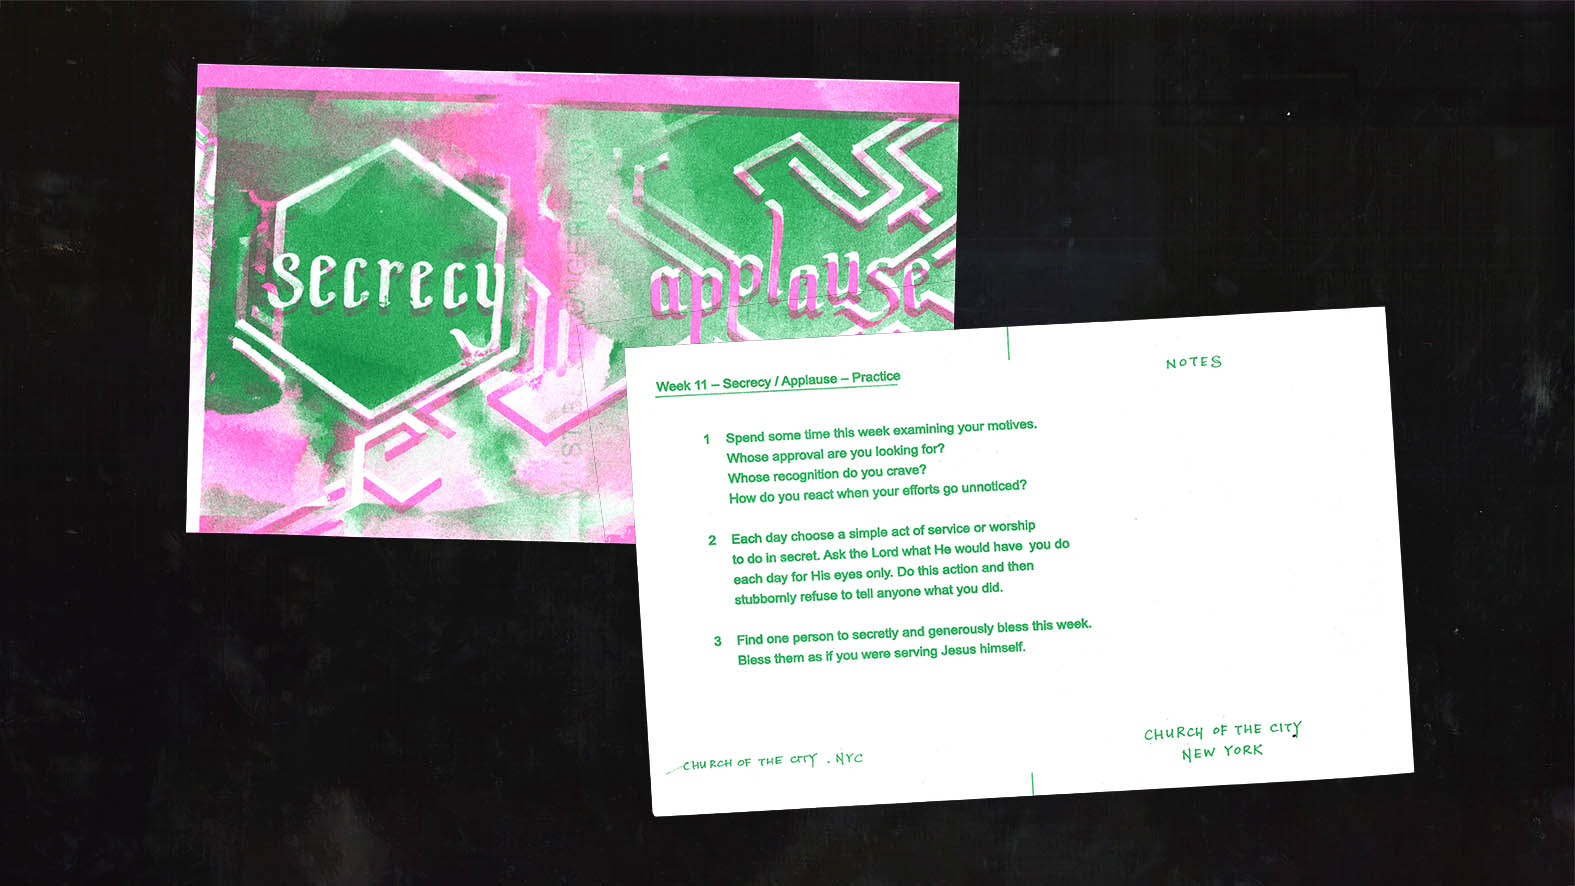 secrecy
applause
Week 11 – Secrecy / Applause – Practice
1 Spend some time this week examining your motives.
Whose approval are you looking for?
Whose recognition do you crave?
How do you react when your efforts go unnoticed?
2 Each day choose a simple act of service or worship
to do in secret. Ask the Lord what He would have you do
each day for His eyes only. Do this action and then
stubbornly refuse to tell anyone what you did.
3 Find one person to secretly and generously bless this week.
Bless them as if you were serving Jesus himself.
CHURCH OF THE CITY . NYC
NOTES
CHURCH OF THE CITY
NEW YORK